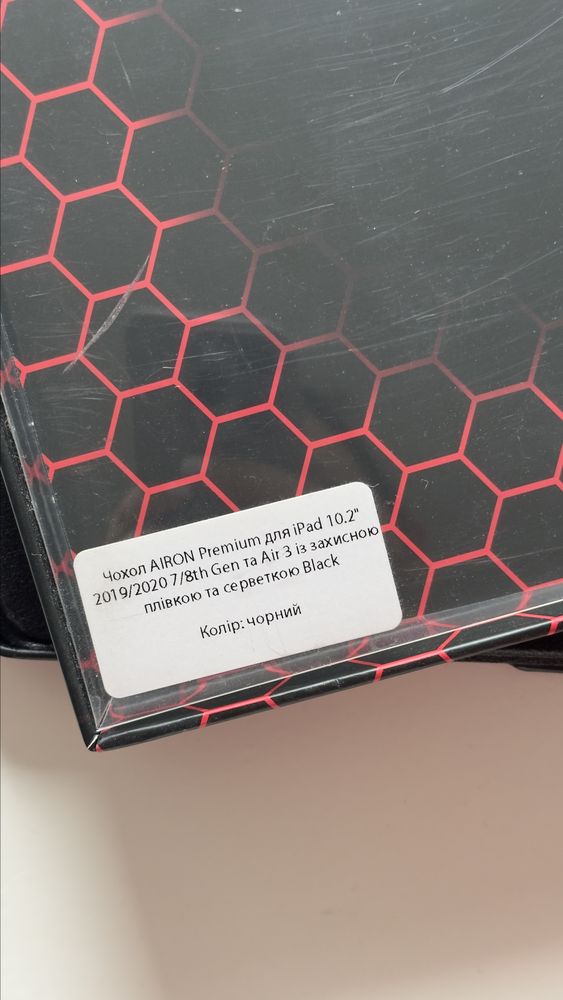 Чохол AIRON Premium для iPad 10.2"
2019/2020 7/8th Gen та Air 3 із захисною
плівкою та серветкою Black
Колір: чорний